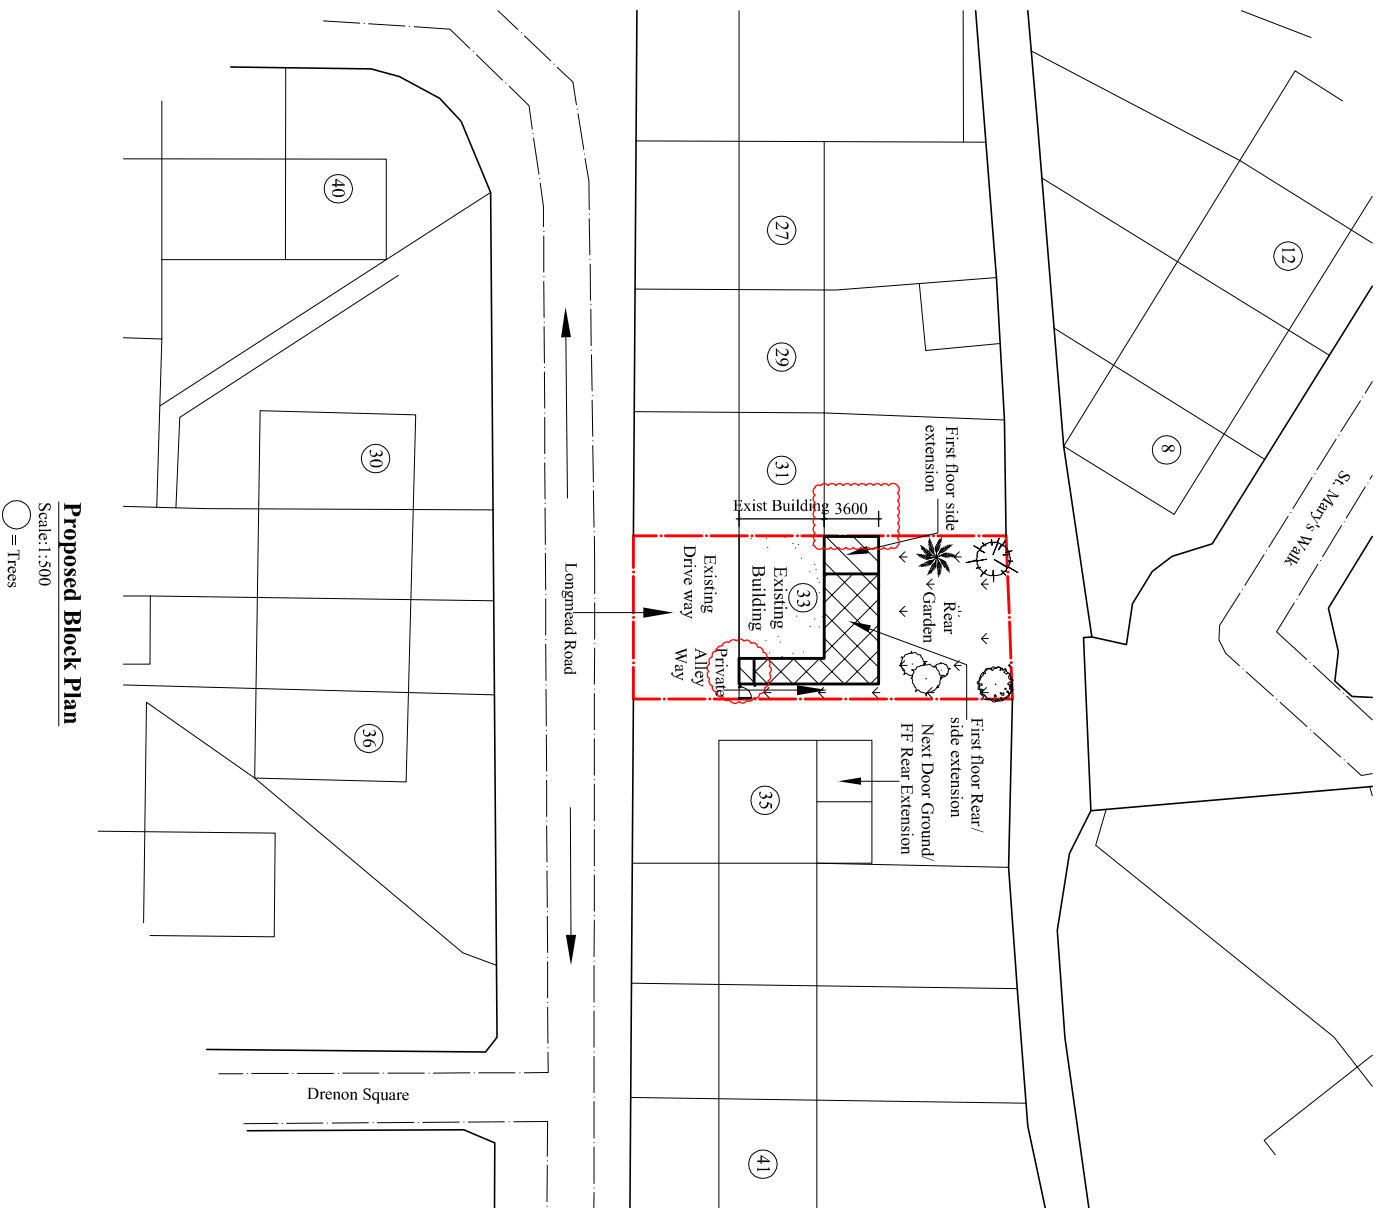 12
40
27
St. Mary's Walk
29
8
First floor side
extension
30
31
Exist Building
3600
Existing
Drive way
Existing
Building
33
Rear
Garden
Longmead Road
Private
Alley
Way
First floor Rear/
side extension
Next Door Ground/
FF Rear Extension
36
35
Drenon Square
41
Proposed Block Plan
Scale:1:500
= Trees